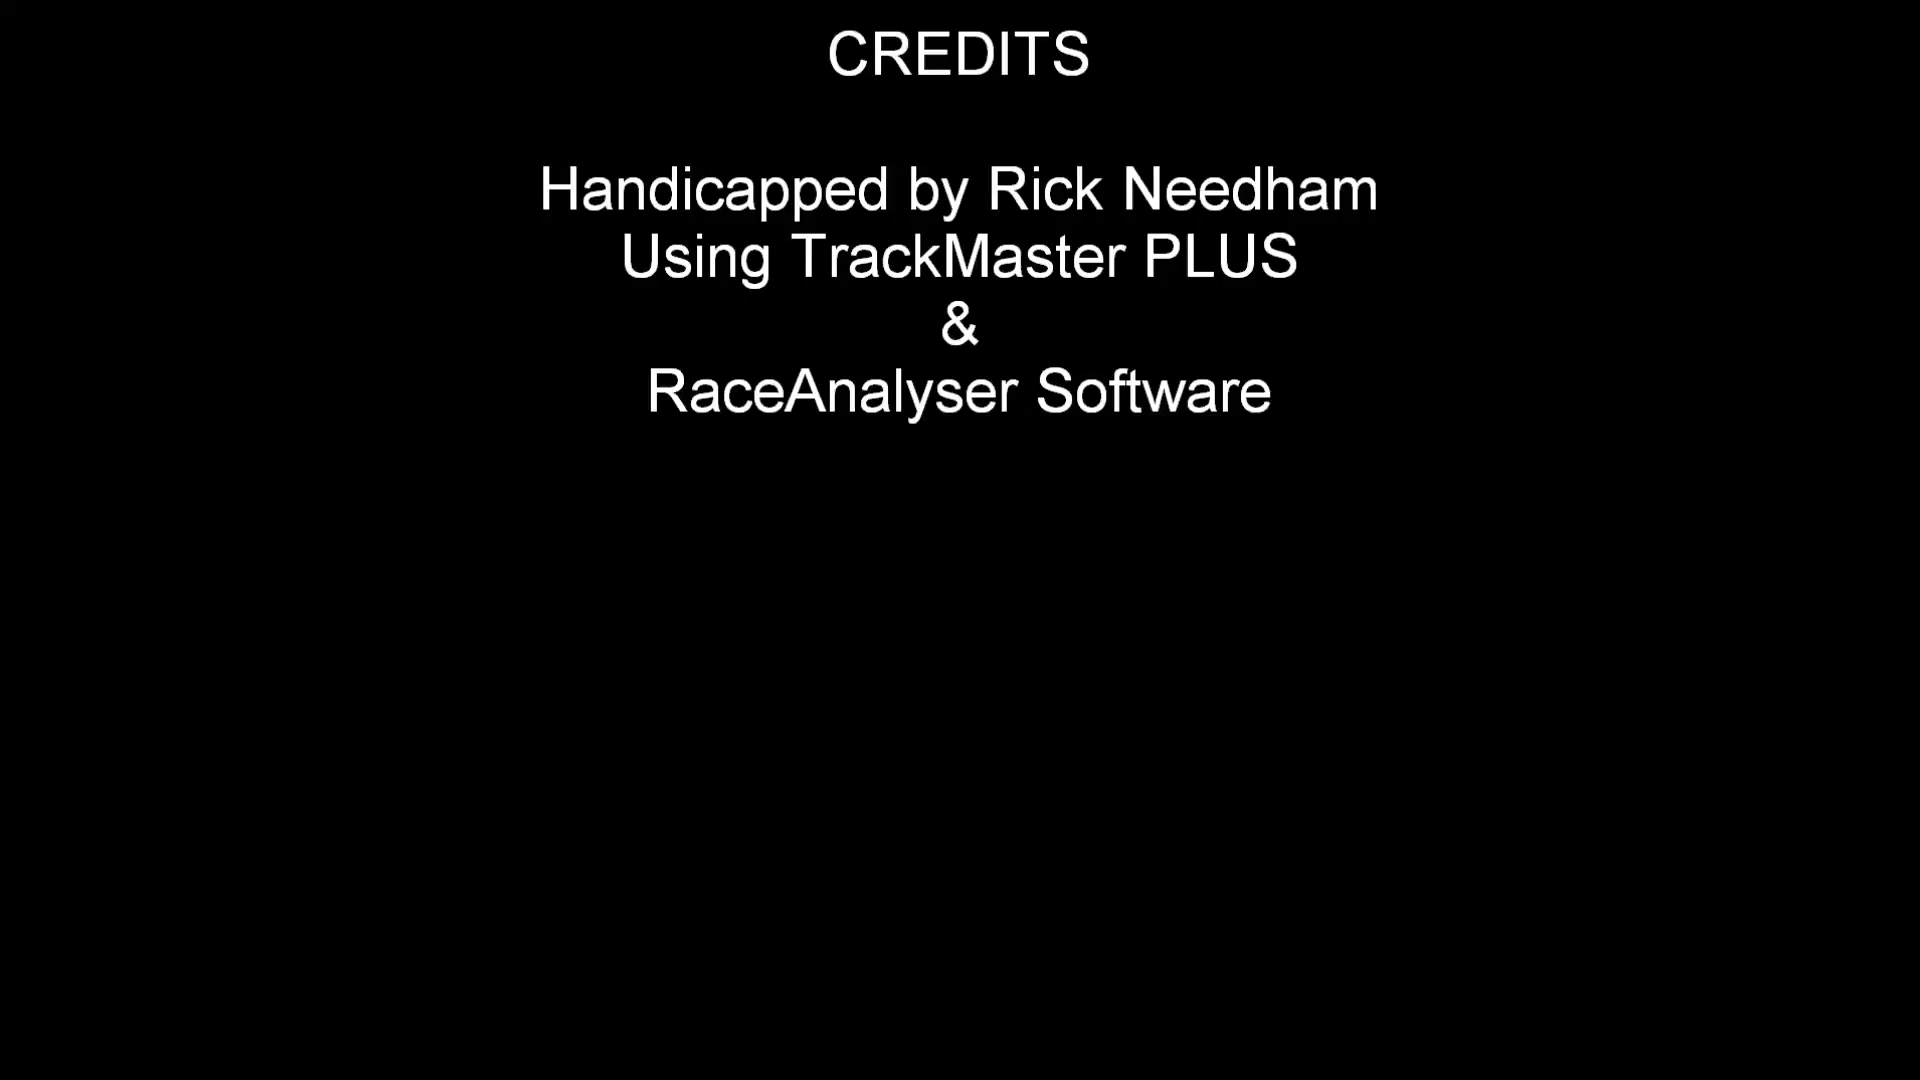 CREDITS
Handicapped by Rick Needham
Using TrackMaster PLUS
&
RaceAnalyser Software